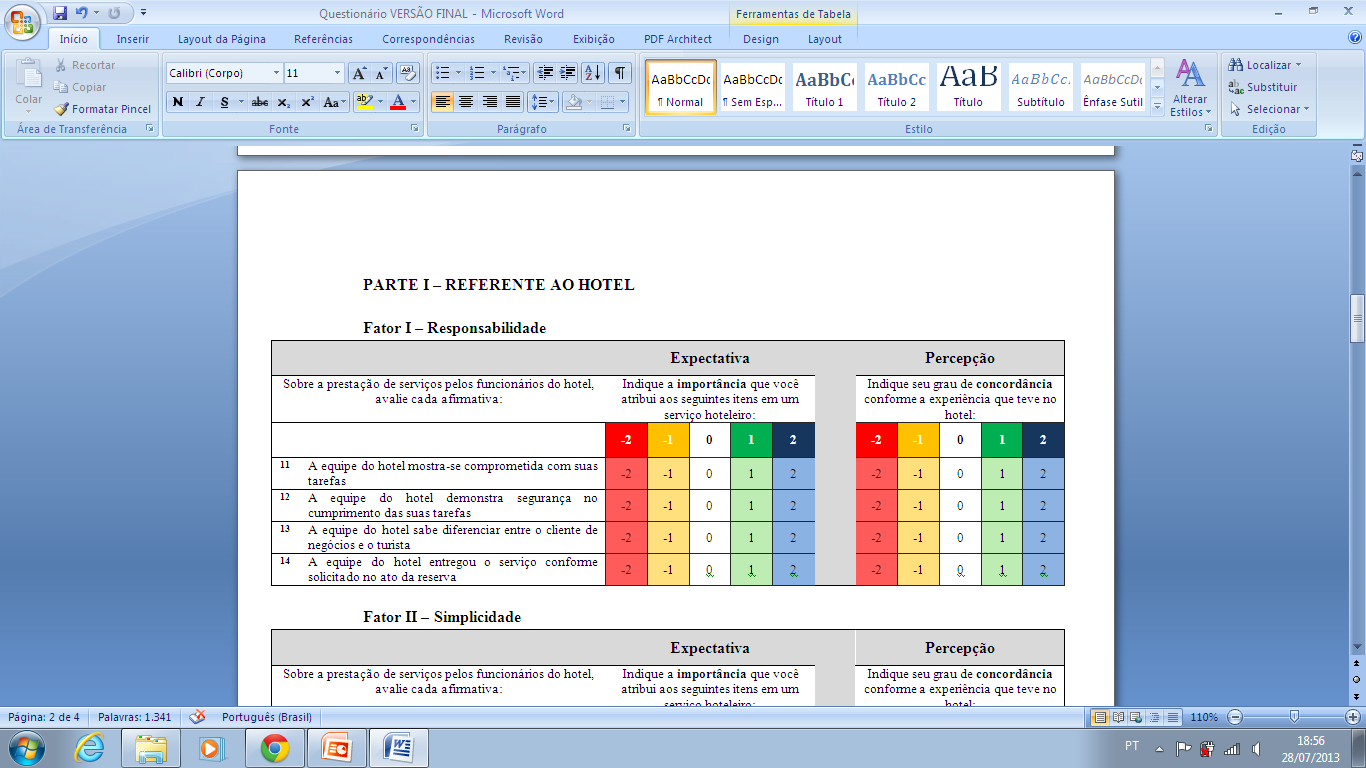 Questionário VERSÃO FINAL - Microsoft Word
Ferramentas de Tabela
Início Inserir Layout da Página Referências Correspondências Revisão Exibição PDF Architect Design Layout
Colar
Recortar
Copiar
Formatar Pincel
Área de Transferência
Calibri (Corpo) 11
N I S abc x₂ x² Aa
Fonte
Parágrafo
AaBbCcDc AaBbCcDc AaBbC AaBbCc AaB AaBbCc. AaBbCcDc
¶ Normal ¶ Sem Esp... Título 1 Título 2 Título Subtítulo Ênfase Sutil
Alterar
Estilos
Estilo
Localizar
Substituir
Selecionar
Edição
PARTE I – REFERENTE AO HOTEL
Fator I – Responsabilidade
Expectativa Percepção
Sobre a prestação de serviços pelos funcionários do hotel,
avalie cada afirmativa:
Indique a importância que você
atribui aos seguintes itens em um
serviço hoteleiro:
Indique seu grau de concordância
conforme a experiência que teve no
hotel:
-2 -1 0 1 2 -2 -1 0 1 2
11 A equipe do hotel mostra-se comprometida com suas
tarefas
-2 -1 0 1 2 -2 -1 0 1 2
12 A equipe do hotel demonstra segurança no
cumprimento das suas tarefas
-2 -1 0 1 2 -2 -1 0 1 2
13 A equipe do hotel sabe diferenciar entre o cliente de
negócios e o turista
-2 -1 0 1 2 -2 -1 0 1 2
14 A equipe do hotel entregou o serviço conforme
solicitado no ato da reserva
-2 -1 0 1 2 -2 -1 0 1 2
Fator II – Simplicidade
Expectativa Percepção
Sobre a prestação de serviços pelos funcionários do hotel,
avalie cada afirmativa:
Indique a importância que você
atribui aos seguintes itens em um
serviço hoteleiro:
Indique seu grau de concordância
conforme a experiência que teve no
hotel:
Página: 2 de 4 Palavras: 1.341 Português (Brasil) 110%
PT 18:56
28/07/2013